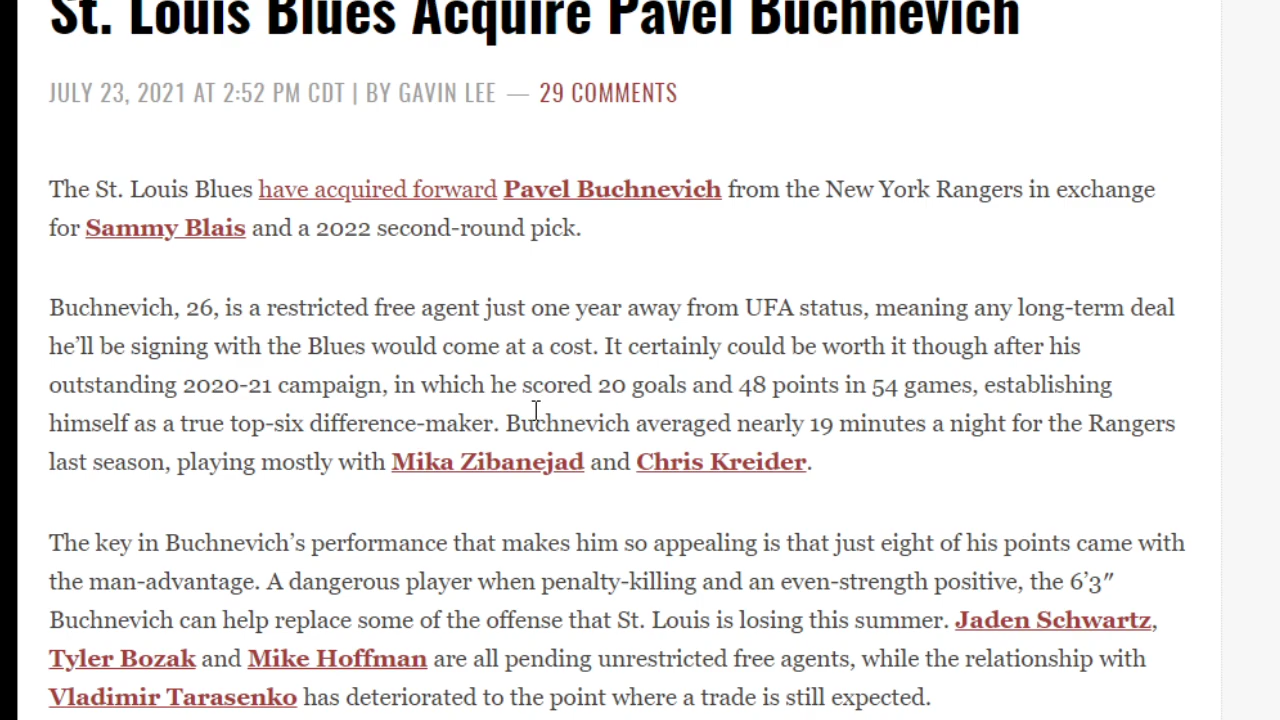 St. Louis Blues Acquire Pavel Buchnevich
JULY 23, 2021 AT 2:52 PM CDT | BY GAVIN LEE — 29 COMMENTS
The St. Louis Blues have acquired forward Pavel Buchnevich from the New York Rangers in exchange
for Sammy Blais and a 2022 second-round pick.
Buchnevich, 26, is a restricted free agent just one year away from UFA status, meaning any long-term deal
he’ll be signing with the Blues would come at a cost. It certainly could be worth it though after his
outstanding 2020-21 campaign, in which he scored 20 goals and 48 points in 54 games, establishing
himself as a true top-six difference-maker. Buchnevich averaged nearly 19 minutes a night for the Rangers
last season, playing mostly with Mika Zibanejad and Chris Kreider.
The key in Buchnevich’s performance that makes him so appealing is that just eight of his points came with
the man-advantage. A dangerous player when penalty-killing and an even-strength positive, the 6’3″
Buchnevich can help replace some of the offense that St. Louis is losing this summer. Jaden Schwartz,
Tyler Bozak and Mike Hoffman are all pending unrestricted free agents, while the relationship with
Vladimir Tarasenko has deteriorated to the point where a trade is still expected.